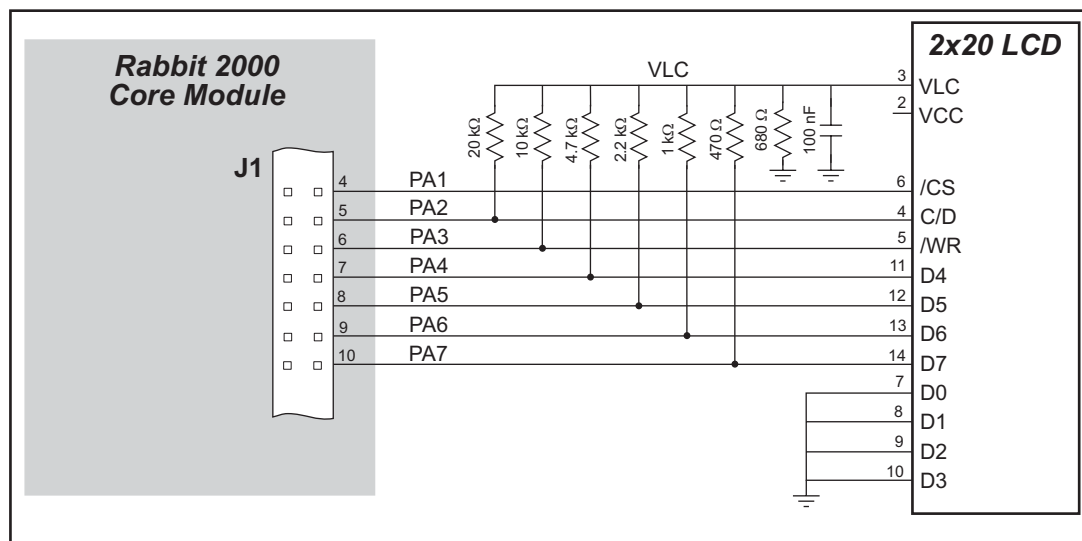 Rabbit 2000
Core Module
2x20 LCD
VLC
3 VLC
2 VCC
20 kΩ
10 kΩ
4.7 kΩ
2.2 kΩ
1 kΩ
470 Ω
680 Ω
100 nF
J1
4 PA1 6 /CS
5 PA2 4 C/D
6 PA3 5 /WR
7 PA4 11 D4
8 PA5 12 D5
9 PA6 13 D6
10 PA7 14 D7
7 D0
8 D1
9 D2
10 D3